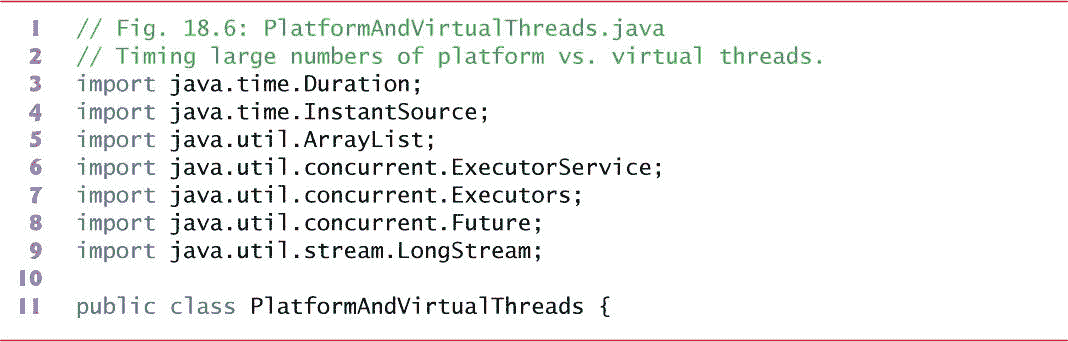 1 // Fig. 18.6: PlatformAndVirtualThreads.java
2 // Timing large numbers of platform vs. virtual threads.
3 import java.time.Duration;
4 import java.time.InstantSource;
5 import java.util.ArrayList;
6 import java.util.concurrent.ExecutorService;
7 import java.util.concurrent.Executors;
8 import java.util.concurrent.Future;
9 import java.util.stream.LongStream;
10
11 public class PlatformAndVirtualThreads {